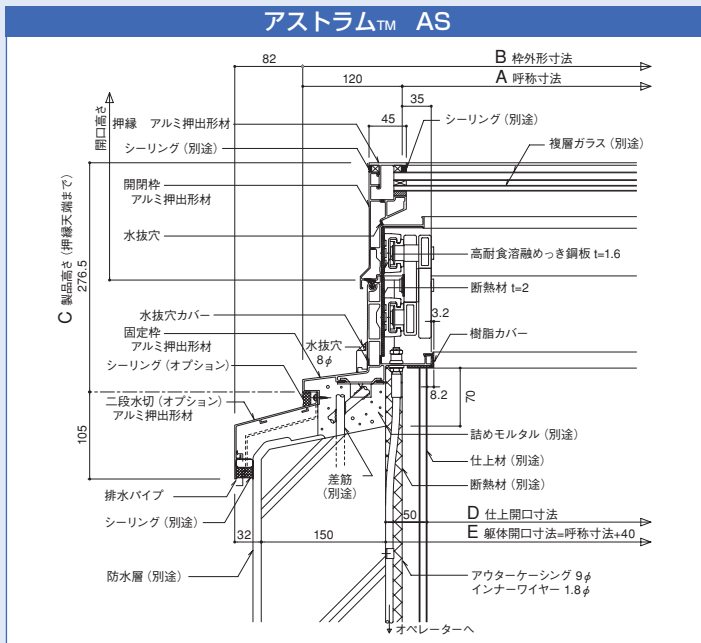 アストラム™ AS
82
B 枠外形寸法
120
A 呼称寸法
35
45
開口高さ
押縁 アルミ押出形材
シーリング（別途）
シーリング（別途）
複層ガラス（別途）
開閉枠
アルミ押出形材
水抜穴
高耐食溶融めっき鋼板 t=1.6
断熱材 t=2
C 製品高さ（押縁天端まで）
276.5
3.2
水抜穴カバー
固定枠
アルミ押出形材
水抜穴
8φ
樹脂カバー
シーリング（オプション）
二段水切（オプション）
アルミ押出形材
8.2
70
105
詰めモルタル（別途）
仕上材（別途）
差筋
（別途）
断熱材（別途）
排水パイプ
シーリング（別途）
50
D 仕上開口寸法
32
150
E 躯体開口寸法=呼称寸法+40
防水層（別途）
アウターケーシング 9φ
インナーワイヤー 1.8φ
オペレーターへ